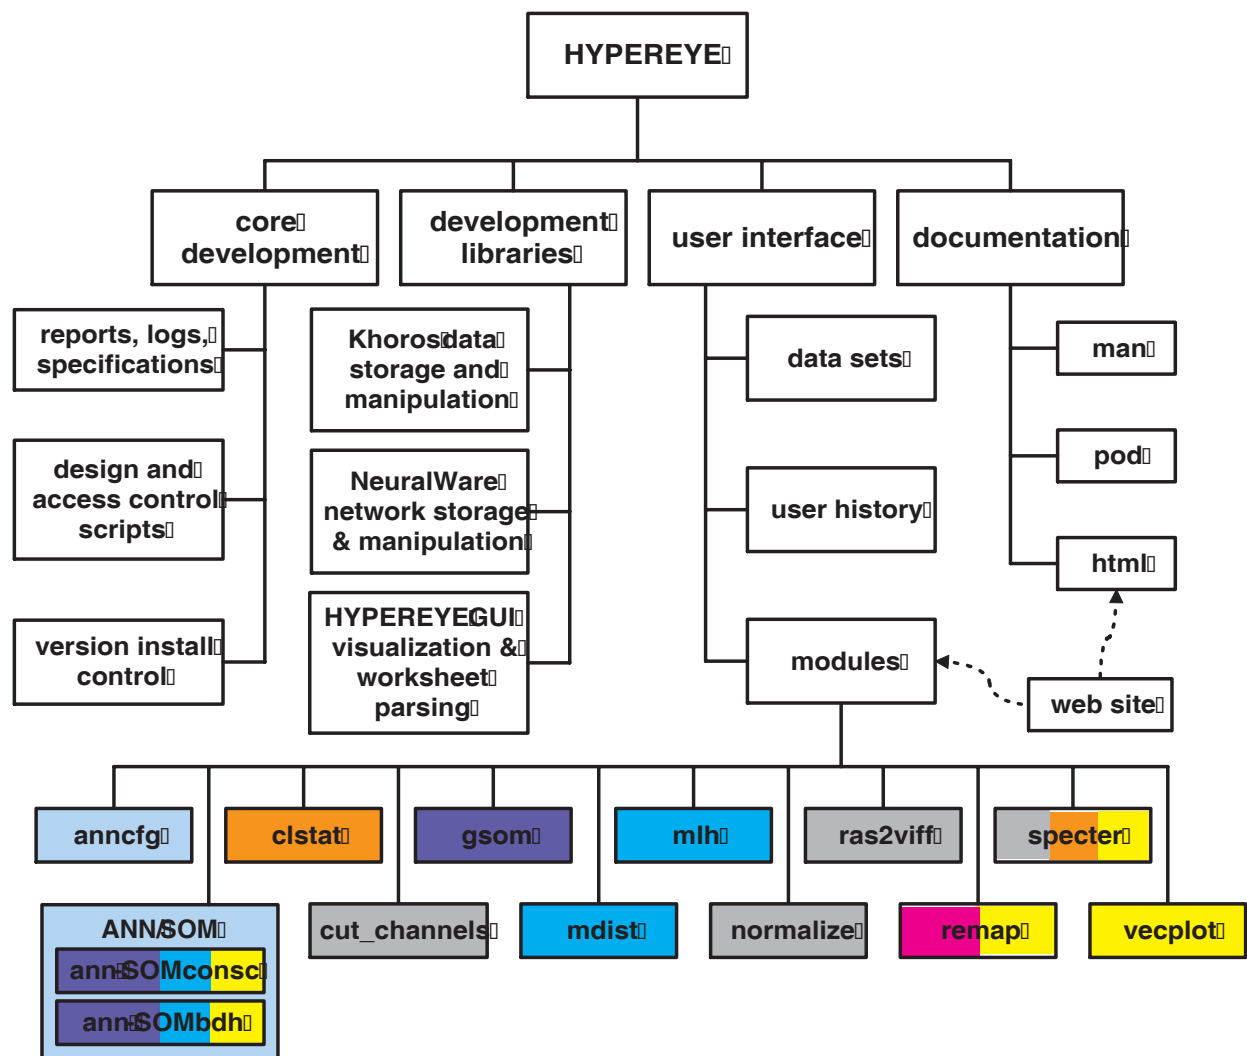 HYPEREYE
core
development
development
libraries
user interface
documentation
reports, logs,
specifications
Khoros data
storage and
manipulation
data sets
man
design and
access control
scripts
NeuralWare
network storage
& manipulation
user history
pod
html
version install
control
HYPEREYE GUI
visualization &
worksheet
parsing
modules
web site
anncfg
clstat
gsom
mlh
ras2viff
specter
ANN/SOM
ann-SOMconsc
ann-SOMbdh
cut_channels
mdist
normalize
remap
vecplot